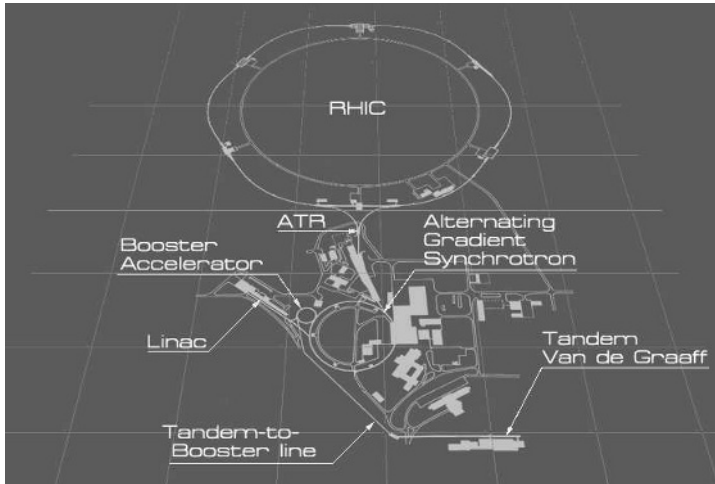 RHIC
ATR
Alternating
Gradient
Synchrotron
Booster
Accelerator
Linac
Tandem
Van de Graaff
Tandem-to-
Booster line